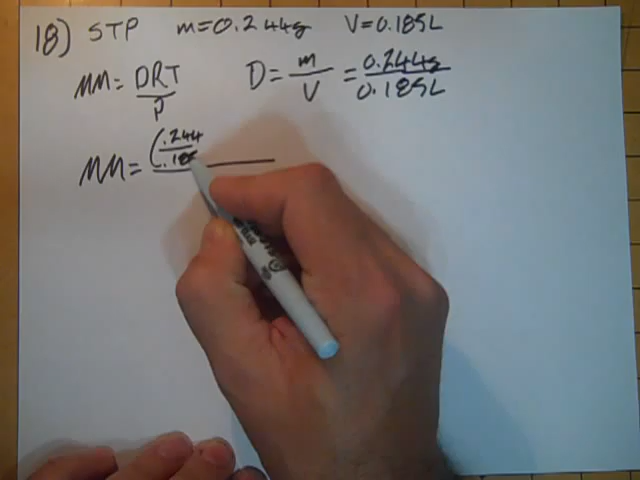 18) STP m=0.244g V=0.185L
MM= DRT/P D= m/V = 0.244g/0.185L
MM= (.244/.185